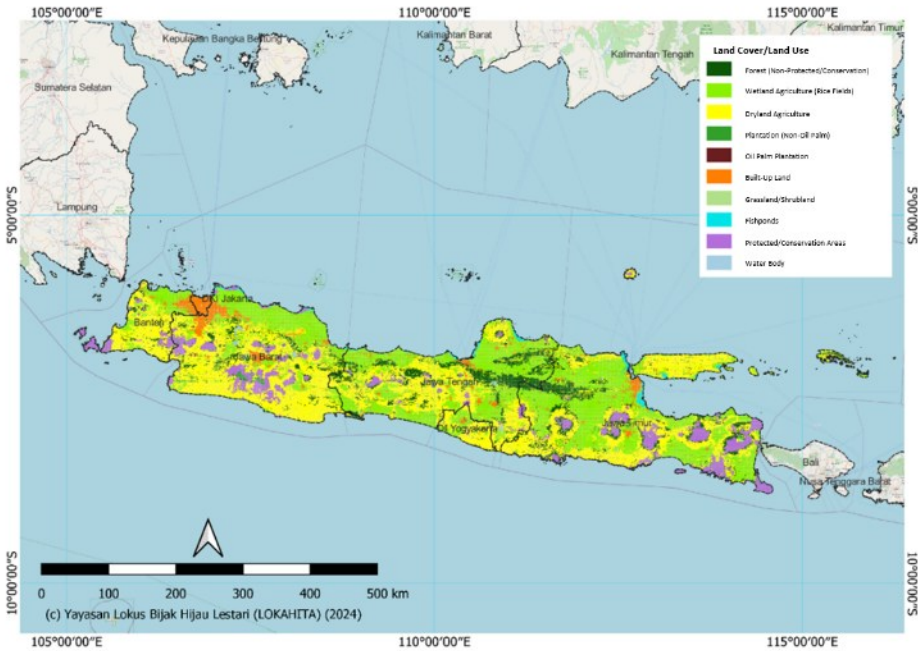 105°00'00"E 110°00'00"E 115°00'00"E
Kepulauan Bangka Belitung
Kalimantan Barat
Kalimantan Timur
Kalimantan Tengah
Sumatera Selatan
Lampung
5°00'00"S
5°00'00"S
Land Cover/Land Use
Forest (Non-Protected/Conservation)
Wetland Agriculture (Rice Fields)
Dryland Agriculture
Plantation (Non-Oil Palm)
Oil Palm Plantation
Built-Up Land
Grassland/Shrubland
Fishponds
Protected/Conservation Areas
Water Body
DKI Jakarta
Banten
Jawa Barat
Jawa Tengah
DI Yogyakarta
Jawa Timur
Bali
Nusa Tenggara Barat
10°00'00"S
10°00'00"S
0 100 200 300 400 500 km
(c) Yayasan Lokus Bijak Hijau Lestari (LOKAHITA) (2024)
105°00'00"E 110°00'00"E 115°00'00"E